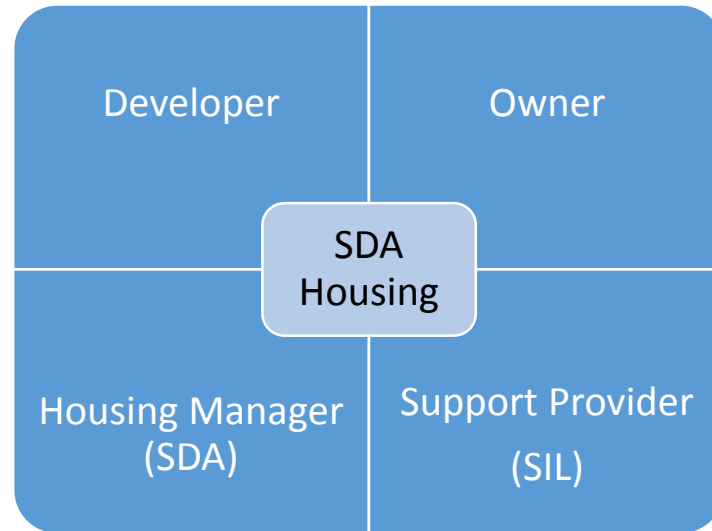 Developer
Owner
SDA
Housing
Housing Manager
(SDA)
Support Provider
(SIL)